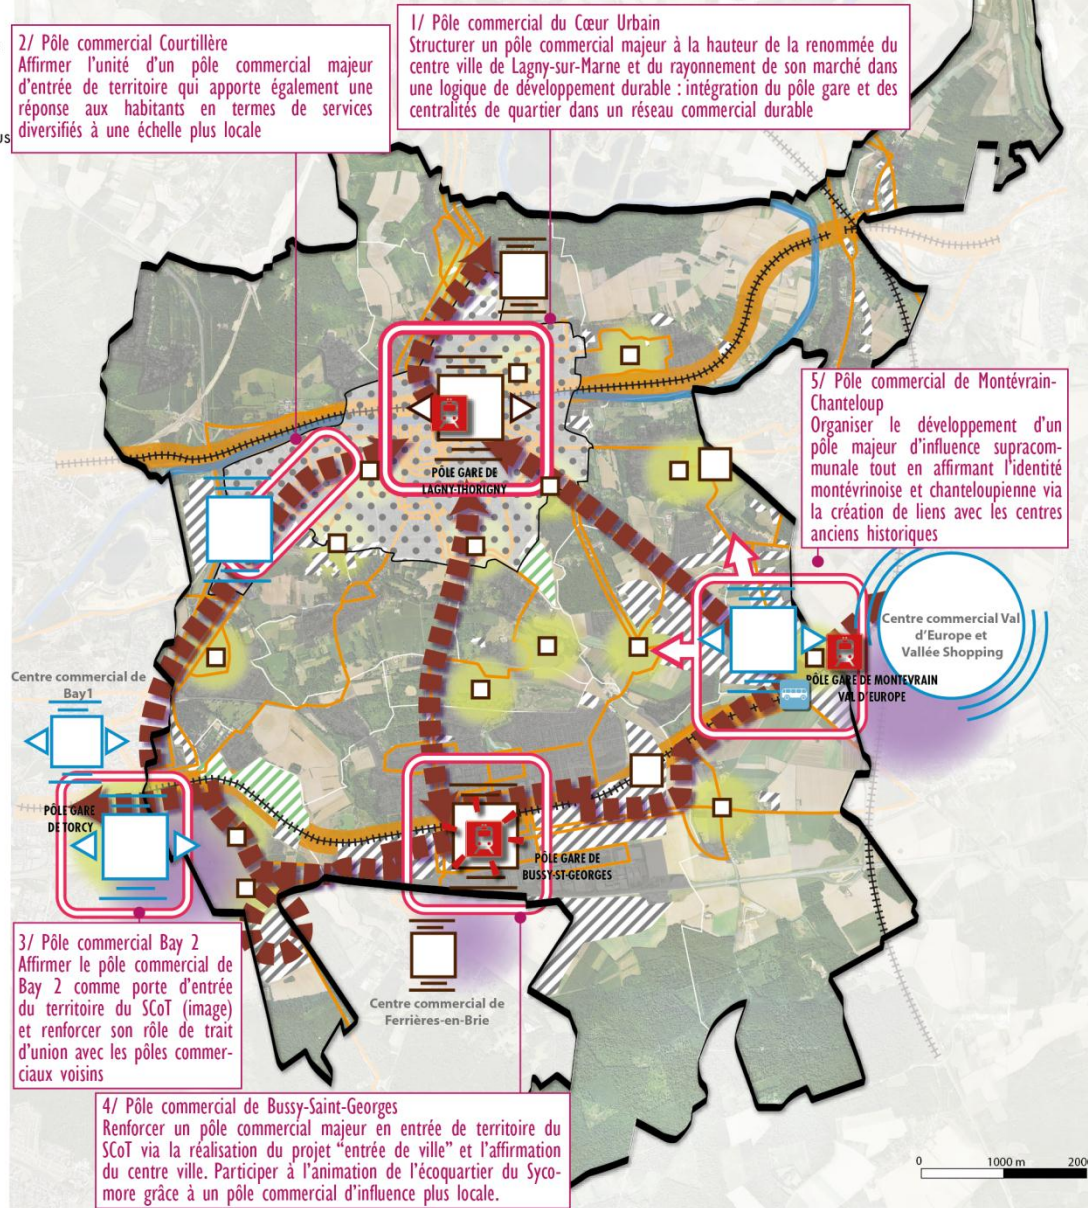 1/ Pôle commercial du Cœur Urbain
Structurer un pôle commercial majeur à la hauteur de la renommée du
centre ville de Lagny-sur-Marne et du rayonnement de son marché dans
une logique de développement durable : intégration du pôle gare et des
centralités de quartier dans un réseau commercial durable
2/ Pôle commercial Courtillère
Affirmer l'unité d'un pôle commercial majeur
d'entrée de territoire qui apporte également une
réponse aux habitants en termes de services
diversifiés à une échelle plus locale
US
5/ Pôle commercial de Montévrain-
Chanteloup
Organiser le développement d'un
pôle majeur d'influence supracom-
munale tout en affirmant l'identité
montévrinoise et chanteloupienne via
la création de liens avec les centres
anciens historiques
PÔLE GARE DE
LAGNY-THORIGNY
Centre commercial Val
d'Europe et
Vallée Shopping
PÔLE GARE DE MONTEVRAIN
VAL D'EUROPE
Centre commercial de
Bay1
PÔLE GARE
DE TORCY
PÔLE GARE DE
BUSSY-ST-GEORGES
Centre commercial de
Ferrières-en-Brie
3/ Pôle commercial Bay 2
Affirmer le pôle commercial de
Bay 2 comme porte d'entrée
du territoire du SCoT (image)
et renforcer son rôle de trait
d'union avec les pôles commer-
ciaux voisins
4/ Pôle commercial de Bussy-Saint-Georges
Renforcer un pôle commercial majeur en entrée de territoire du
SCoT via la réalisation du projet "entrée de ville" et l'affirmation
du centre ville. Participer à l'animation de l'écoquartier du Syco-
more grâce à un pôle commercial d'influence plus locale.
0 1000 m 200